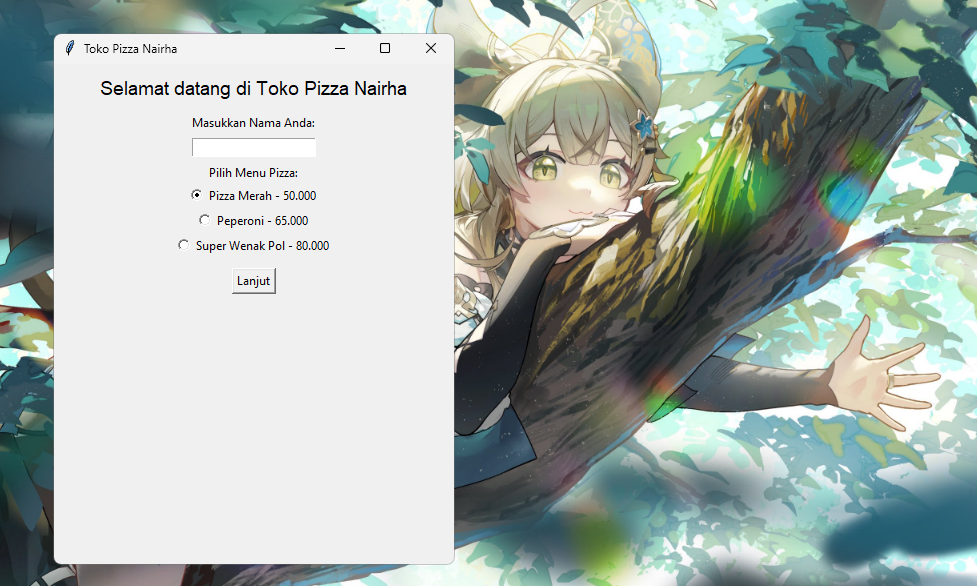 Toko Pizza Nairha
Selamat datang di Toko Pizza Nairha
Masukkan Nama Anda:
Pilih Menu Pizza:
Pizza Merah - 50.000
Peperoni - 65.000
Super Wenak Pol - 80.000
Lanjut